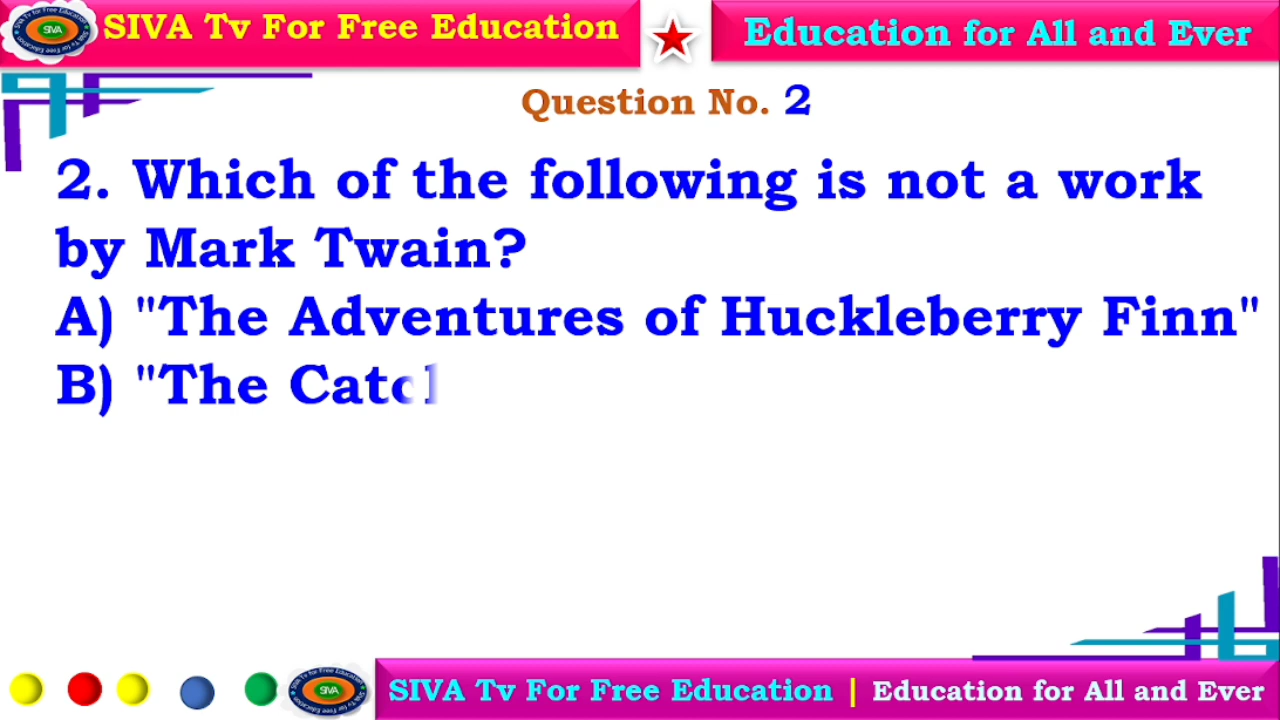 SIVA Tv For Free Education
Education for All and Ever
SIVA
Question No. 2
2. Which of the following is not a work
by Mark Twain?
A) "The Adventures of Huckleberry Finn"
B) "The
SIVA
SIVA Tv For Free Education | Education for All and Ever